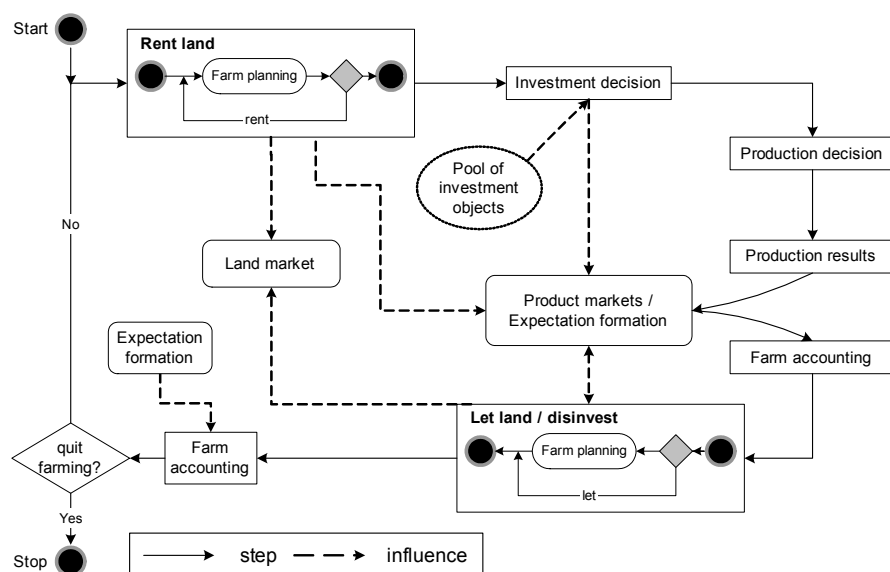 Start
Rent land
Farm planning
rent
Investment decision
Production decision
Pool of
investment
objects
No
Land market
Production results
Product markets /
Expectation formation
Expectation
formation
Farm accounting
Let land / disinvest
quit
farming?
Farm
accounting
Farm planning
let
Yes
Stop
step
influence